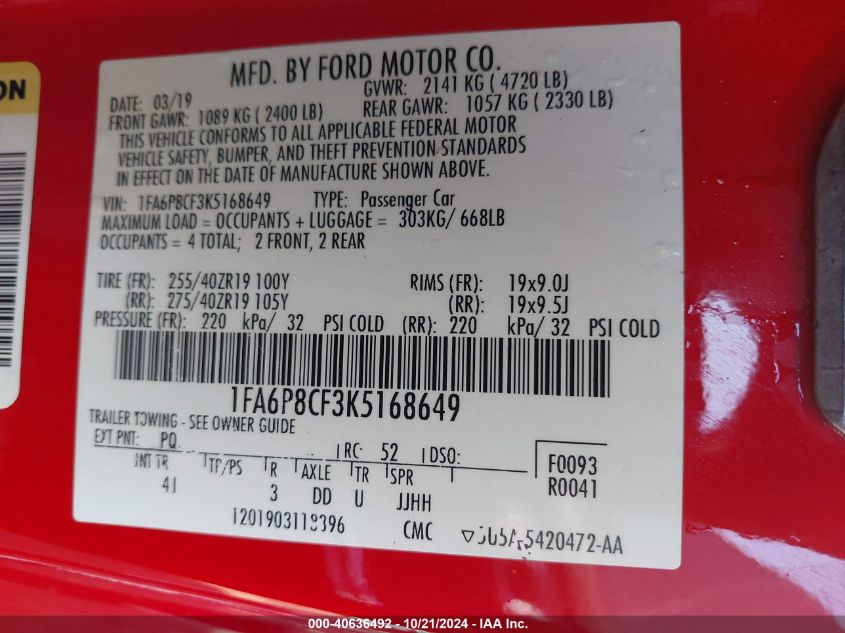 ON
MFD. BY FORD MOTOR CO.
DATE: 03/19 GVWR: 2141 KG ( 4720 LB)
FRONT GAWR: 1089 KG ( 2400 LB) REAR GAWR: 1057 KG ( 2330 LB)
THIS VEHICLE CONFORMS TO ALL APPLICABLE FEDERAL MOTOR
VEHICLE SAFETY, BUMPER, AND THEFT PREVENTION STANDARDS
IN EFFECT ON THE DATE OF MANUFACTURE SHOWN ABOVE.
VIN: 1FA6P8CF3K5168649 TYPE: Passenger Car
MAXIMUM LOAD = OCCUPANTS + LUGGAGE = 303KG/ 668LB
OCCUPANTS = 4 TOTAL; 2 FRONT, 2 REAR
TIRE (FR): 255/40ZR19 100Y RIMS (FR): 19x9.0J
(RR): 275/40ZR19 105Y (RR): 19x9.5J
PRESSURE (FR): 220 kPa/ 32 PSI COLD (RR): 220 kPa/ 32 PSI COLD
1FA6P8CF3K5168649
TRAILER TOWING - SEE OWNER GUIDE
EXT PNT: PQ RC: 52 DSO: F0093
INT TR TP/PS R AXLE TR SPR R0041
41 3 DD U JJHH
CMC
000-40636492 - 10/21/2024 - IAA Inc.